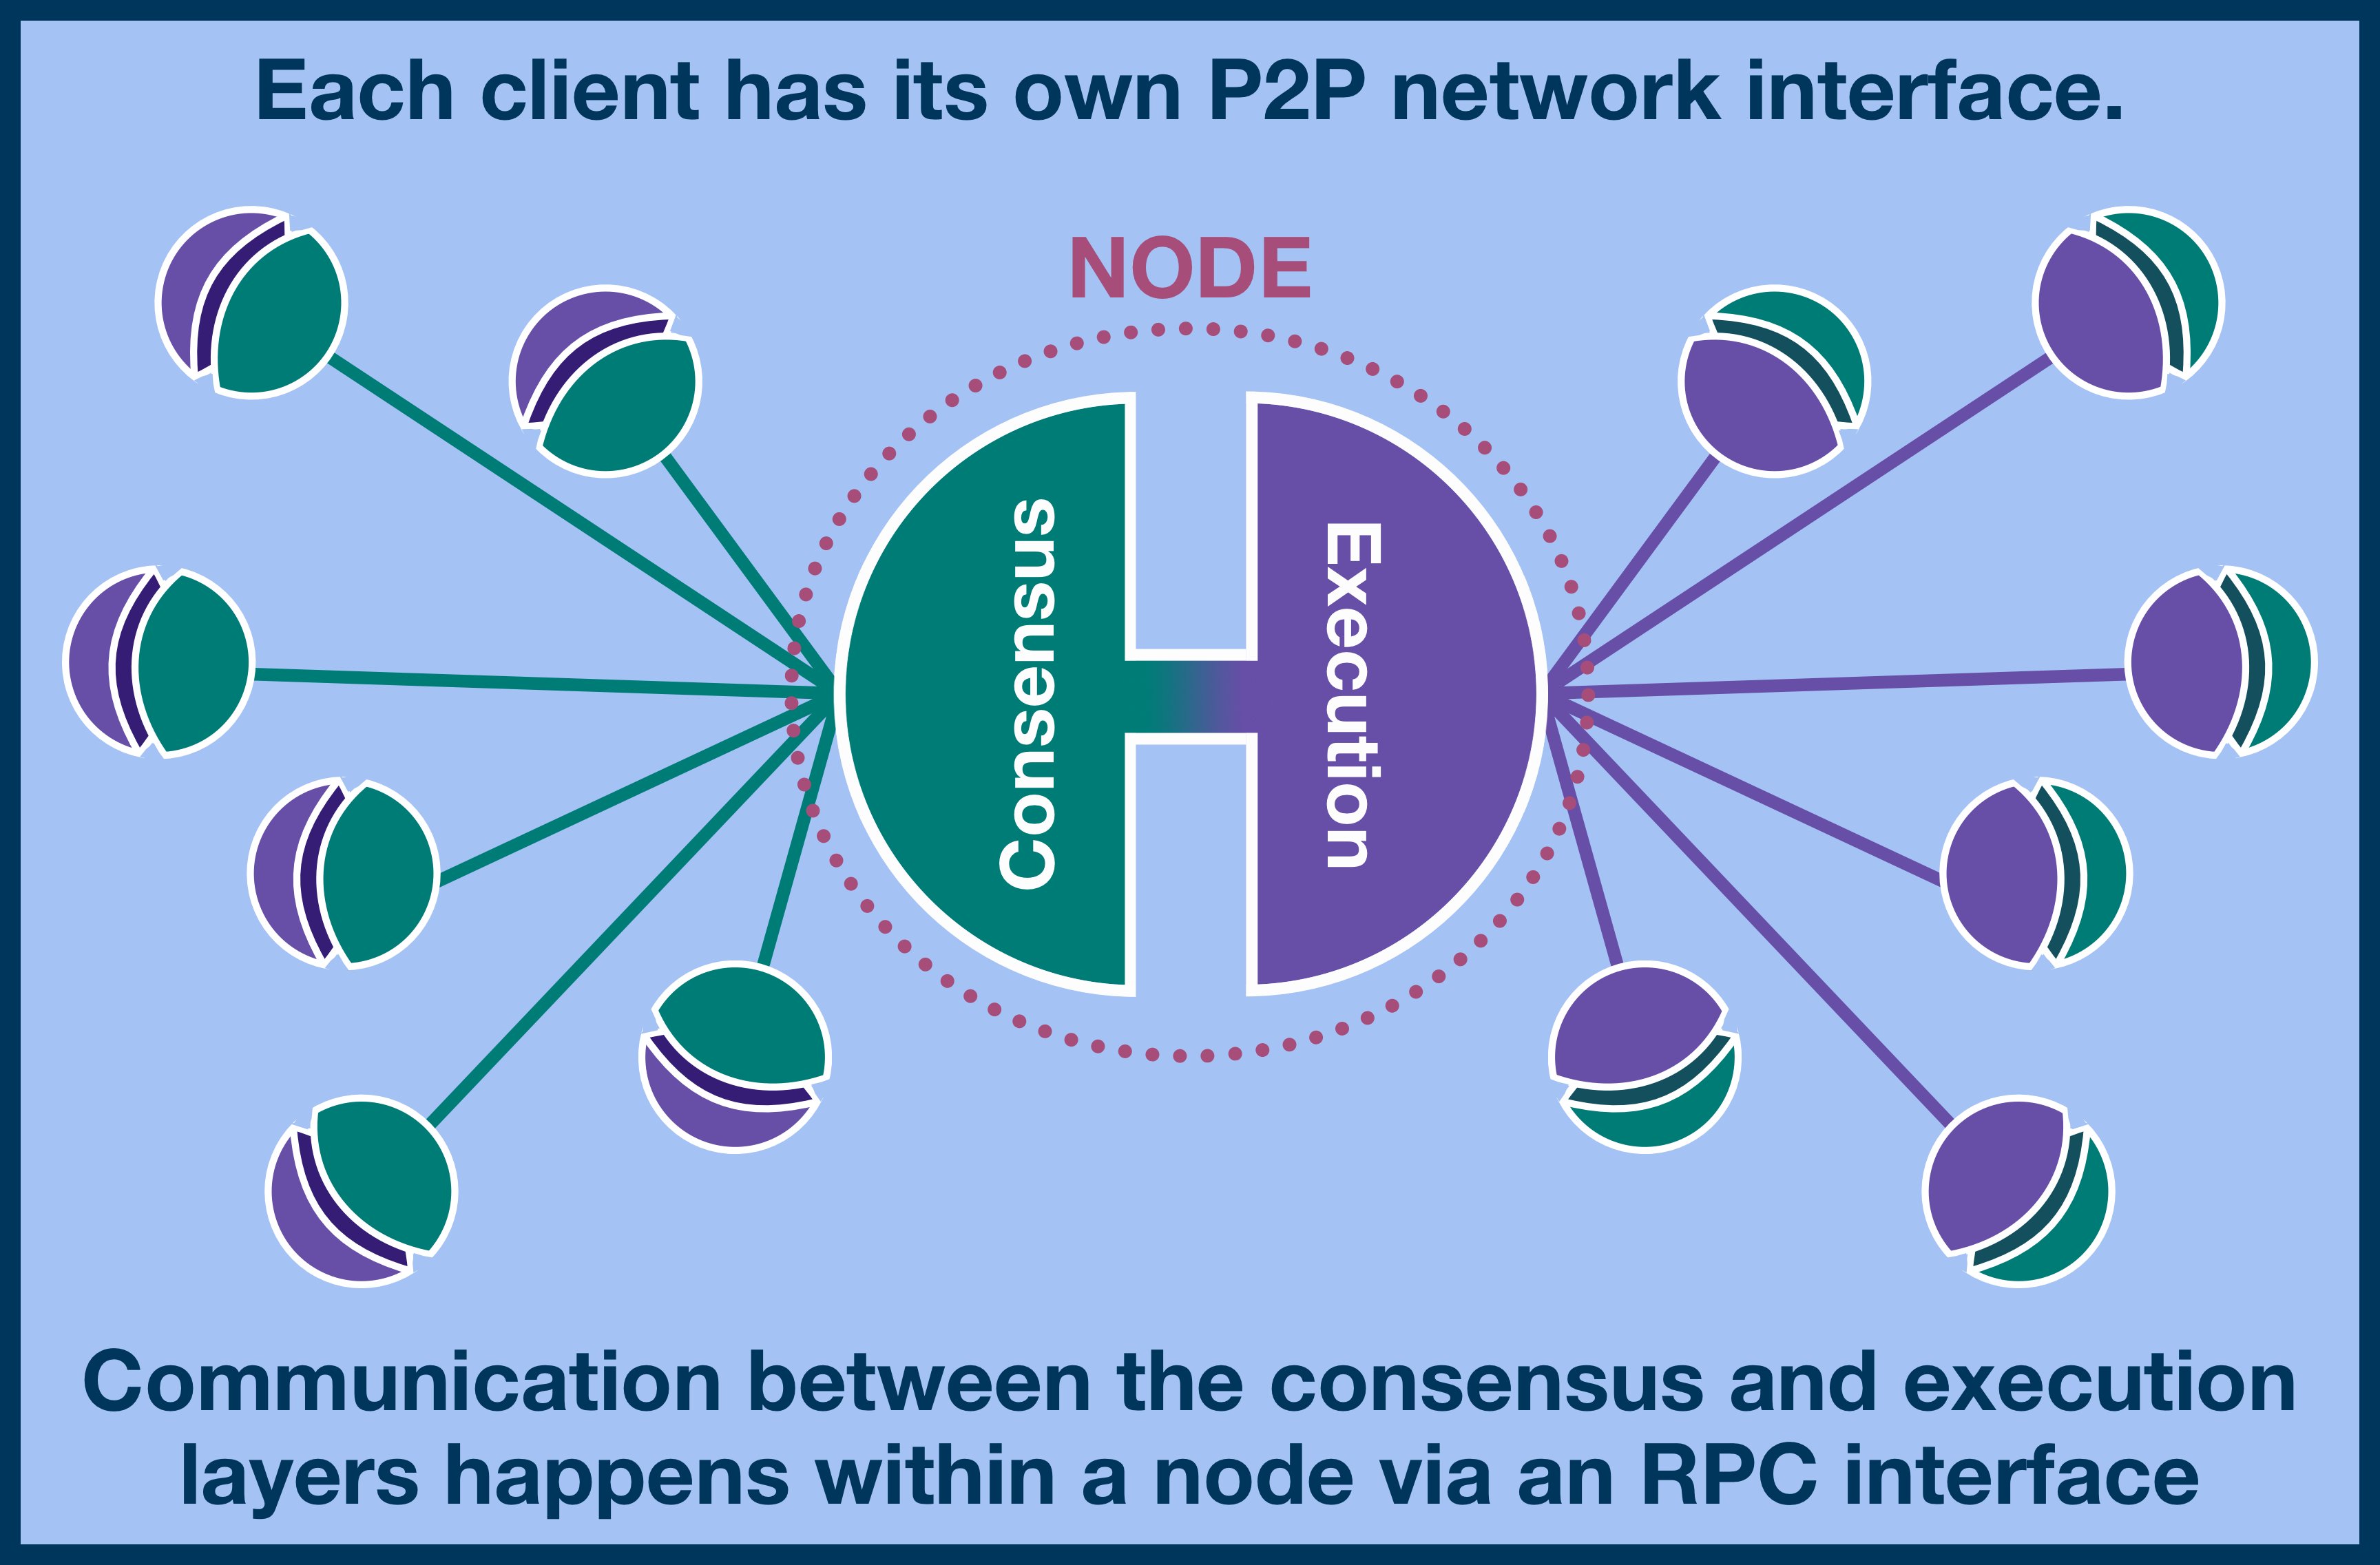 Each client has its own P2P network interface.
NODE
Consensus
Execution
Communication between the consensus and execution
layers happens within a node via an RPC interface